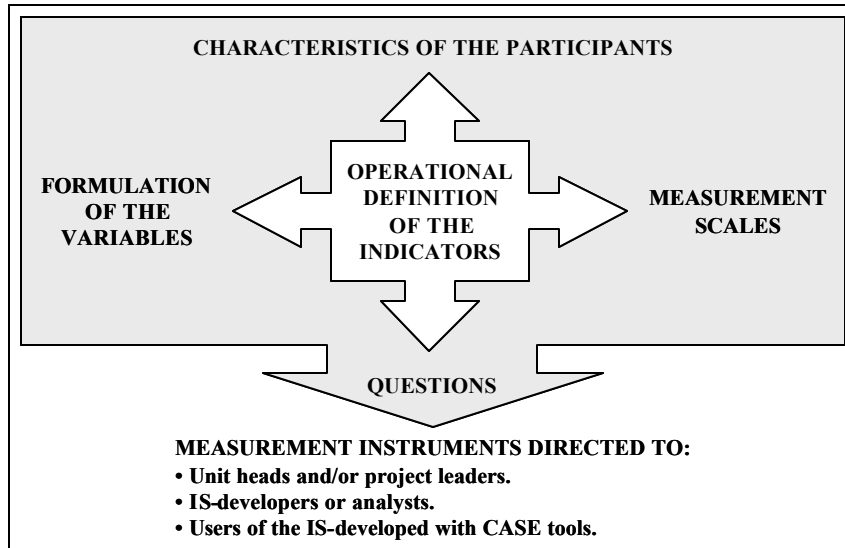 CHARACTERISTICS OF THE PARTICIPANTS
FORMULATION
OF THE
VARIABLES
OPERATIONAL
DEFINITION
OF THE
INDICATORS
MEASUREMENT
SCALES
QUESTIONS
MEASUREMENT INSTRUMENTS DIRECTED TO:
• Unit heads and/or project leaders.
• IS-developers or analysts.
• Users of the IS-developed with CASE tools.